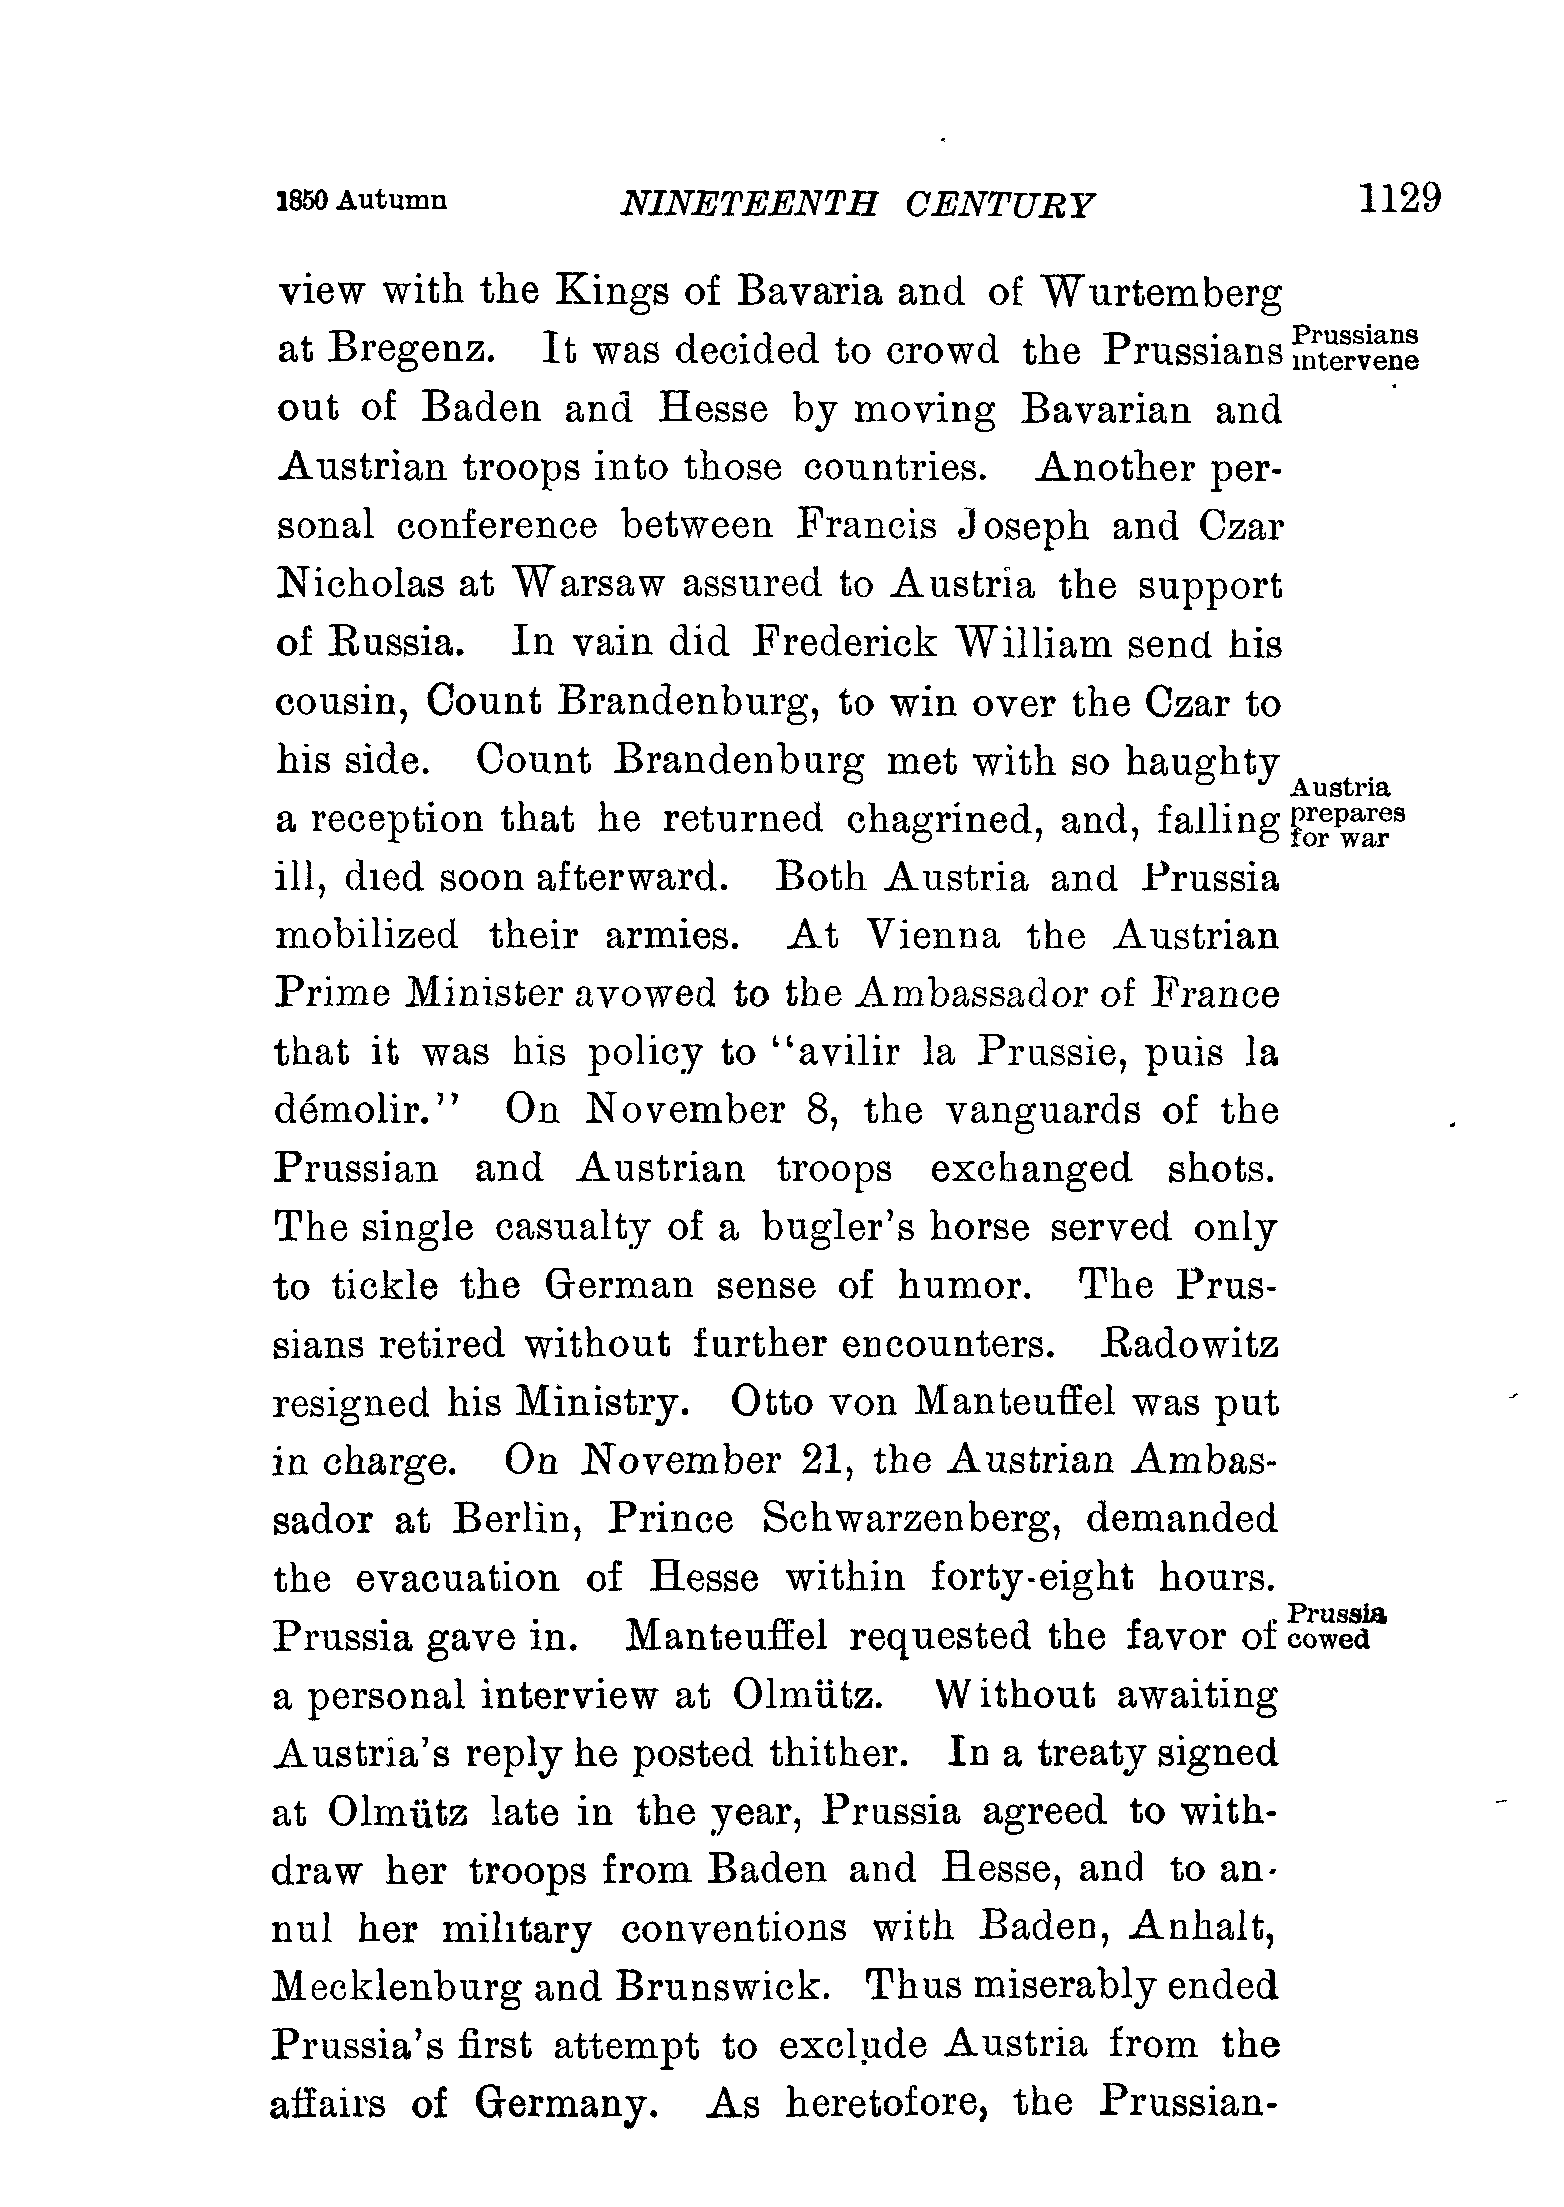 1850 Autumn NINETEENTH CENTURY 1129
view with the Kings of Bavaria and of Wurtemberg
at Bregenz. It was decided to crowd the Prussians
Prussians
intervene
out of Baden and Hesse by moving Bavarian and
Austrian troops into those countries. Another per-
sonal conference between Francis Joseph and Czar
Nicholas at Warsaw assured to Austria the support
of Russia. In vain did Frederick William send his
cousin, Count Brandenburg, to win over the Czar to
his side. Count Brandenburg met with so haughty
a reception that he returned chagrined, and, falling
Austria
prepares
for war
ill, died soon afterward. Both Austria and Prussia
mobilized their armies. At Vienna the Austrian
Prime Minister avowed to the Ambassador of France
that it was his policy to "avilir la Prussie, puis la
démolir." On November 8, the vanguards of the
Prussian and Austrian troops exchanged shots.
The single casualty of a bugler's horse served only
to tickle the German sense of humor. The Prus-
sians retired without further encounters. Radowitz
resigned his Ministry. Otto von Manteuffel was put
in charge. On November 21, the Austrian Ambas-
sador at Berlin, Prince Schwarzenberg, demanded
the evacuation of Hesse within forty-eight hours.
Prussia gave in. Manteuffel requested the favor of
Prussia
cowed
a personal interview at Olmütz. Without awaiting
Austria's reply he posted thither. In a treaty signed
at Olmütz late in the year, Prussia agreed to with-
draw her troops from Baden and Hesse, and to an-
nul her military conventions with Baden, Anhalt,
Mecklenburg and Brunswick. Thus miserably ended
Prussia's first attempt to exclude Austria from the
affairs of Germany. As heretofore, the Prussian-